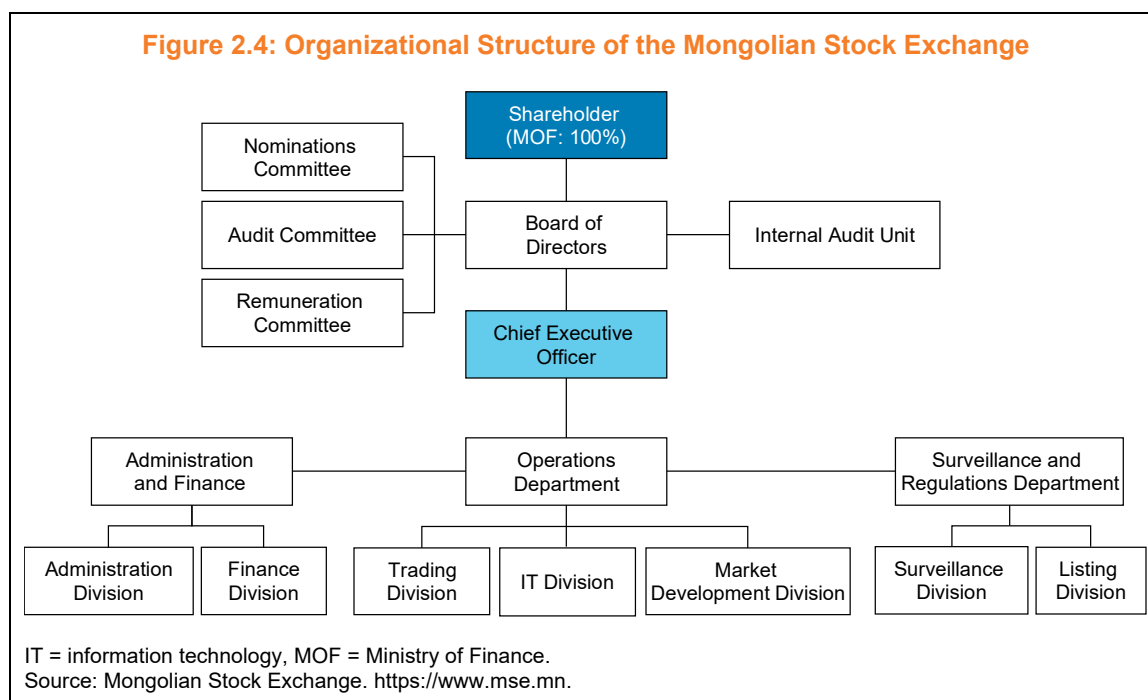 Figure 2.4: Organizational Structure of the Mongolian Stock Exchange
Shareholder
(MOF: 100%)
Nominations
Committee
Audit Committee
Remuneration
Committee
Board of
Directors
Internal Audit Unit
Chief Executive
Officer
Administration
and Finance
Operations
Department
Surveillance and
Regulations Department
Administration
Division
Finance
Division
Trading
Division
IT Division
Market
Development Division
Surveillance
Division
Listing
Division
IT = information technology, MOF = Ministry of Finance.
Source: Mongolian Stock Exchange. https://www.mse.mn.